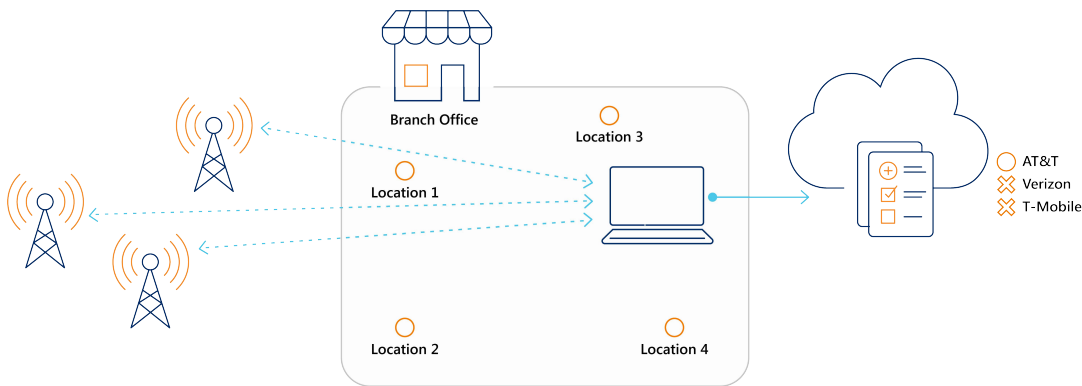 Branch Office
Location 3
Location 1
Location 2
Location 4
AT&T
Verizon
T-Mobile